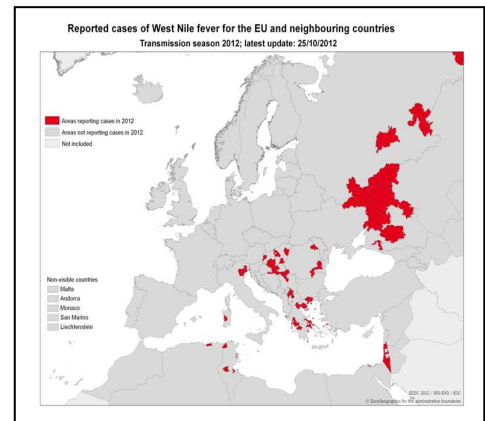 Reported cases of West Nile fever for the EU and neighbouring countries
Transmission season 2012; latest update: 25/10/2012
Areas reporting cases in 2012
Areas not reporting cases in 2012
Not included
Non-visible countries
Malta
Andorra
Monaco
San Marino
Liechtenstein
ECDC 2012 / SRS-EVD / EOC
© EuroGeographics for the administrative boundaries